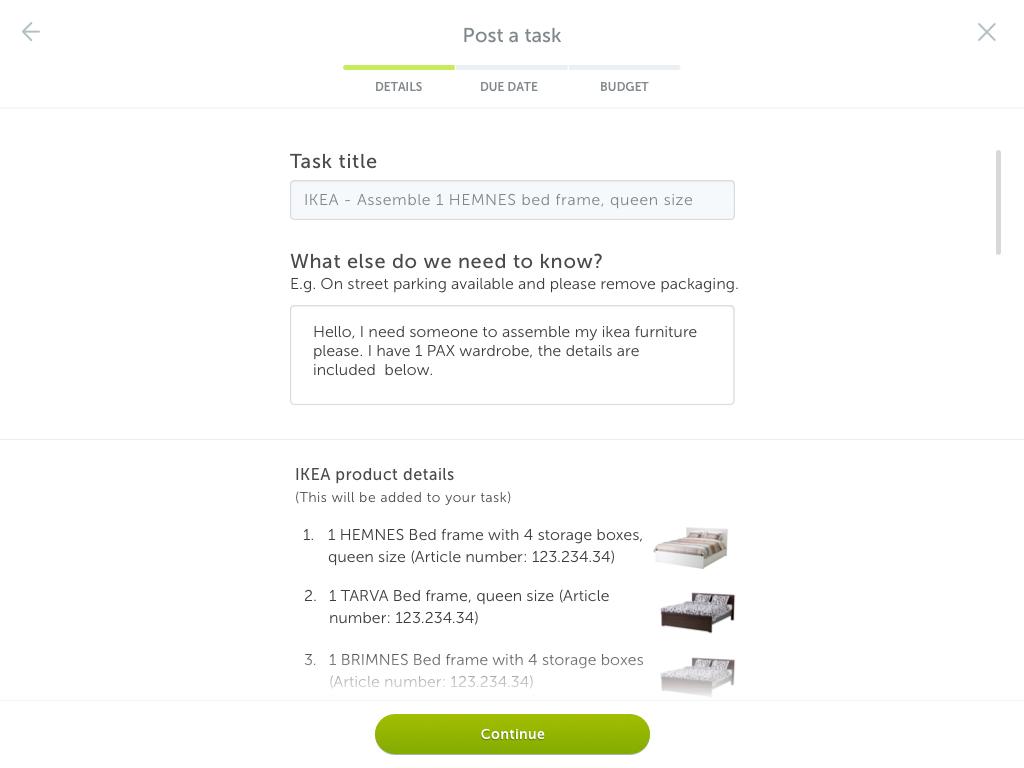 Post a task
DETAILS
DUE DATE
BUDGET
Task title
IKEA - Assemble 1 HEMNES bed frame, queen size
What else do we need to know?
E.g. On street parking available and please remove packaging.
Hello, I need someone to assemble my ikea furniture
please. I have 1 PAX wardrobe, the details are
included  below.
IKEA product details
(This will be added to your task)
1. 1 HEMNES Bed frame with 4 storage boxes,
queen size (Article number: 123.234.34)
2. 1 TARVA Bed frame, queen size (Article
number: 123.234.34)
3. 1 BRIMNES Bed frame with 4 storage boxes
(Article number: 123.234.34)
Continue